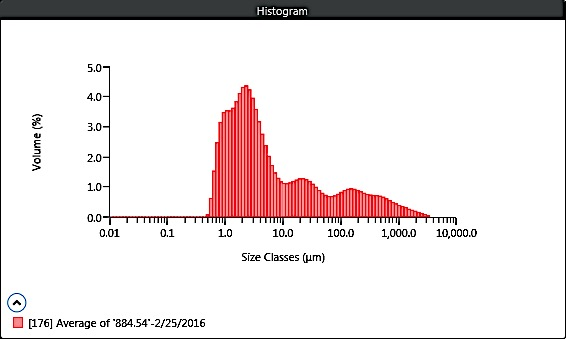 Histogram
5.0
4.0
3.0
2.0
1.0
0.0
Volume (%)
0.01 0.1 1.0 10.0 100.0 1,000.0 10,000.0
Size Classes (μm)
[176] Average of '884.54'-2/25/2016